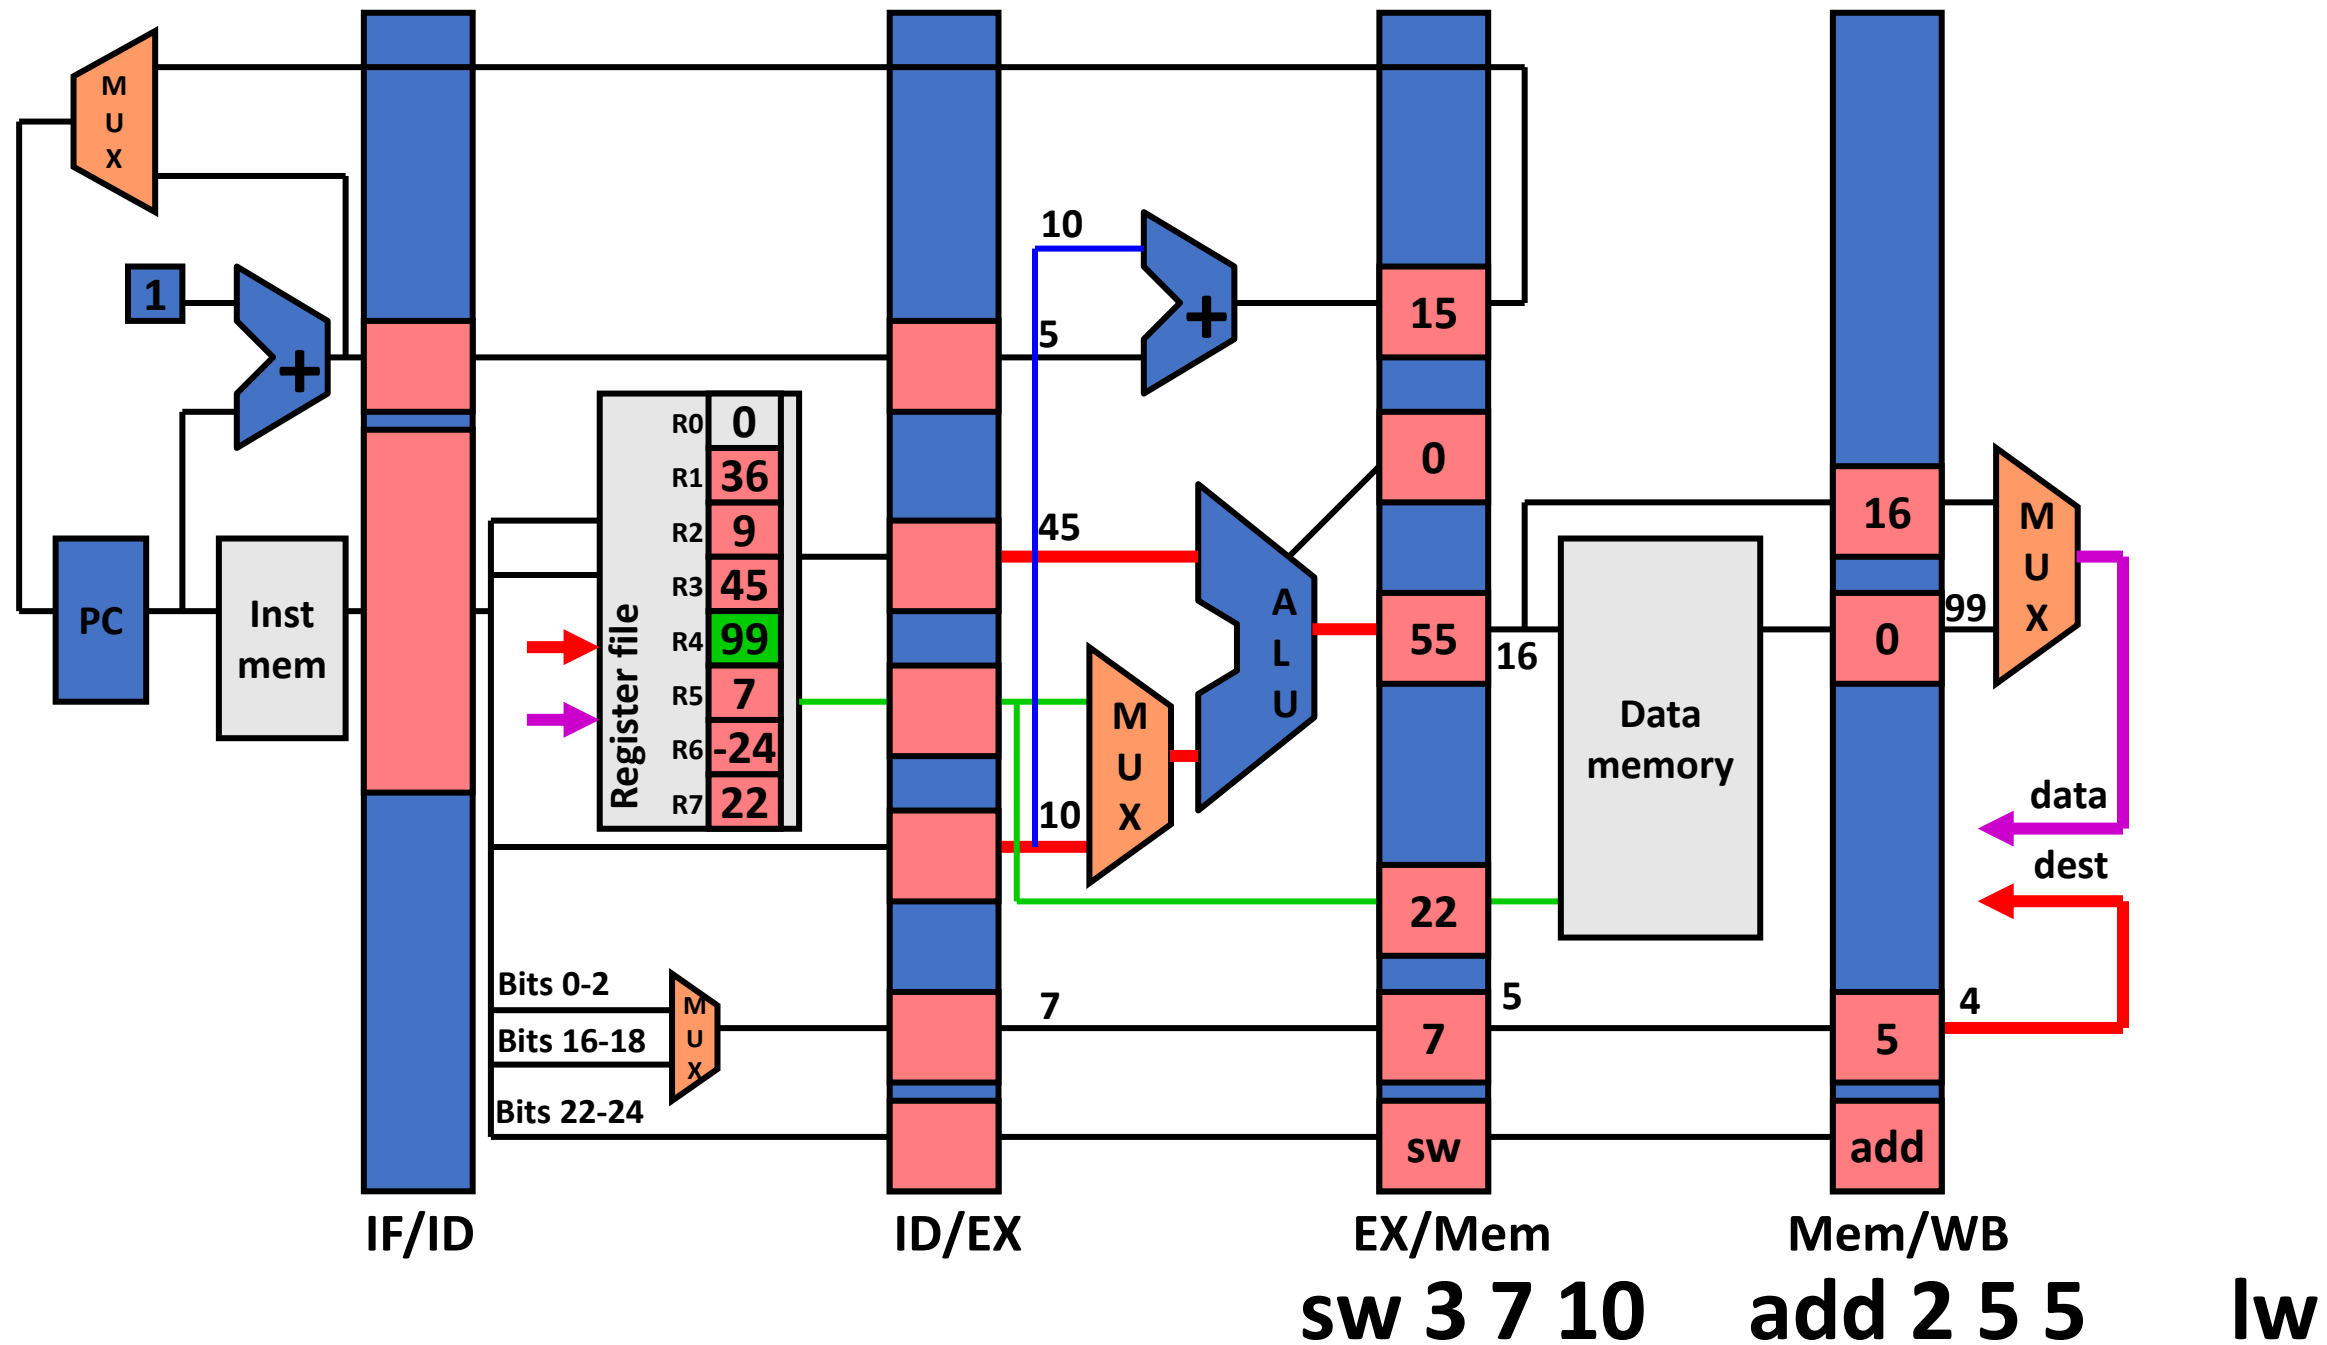 M
U
X
1
+
PC
Inst
mem
Register file
R0 0
R1 36
R2 9
R3 45
R4 99
R5 7
R6 -24
R7 22
Bits 0-2
Bits 16-18
Bits 22-24
M
U
X
10
5
+
45
10
M
U
X
A
L
U
7
15
0
55
22
7
sw
16
5
Data
memory
16
0
5
add
99
4
M
U
X
data
dest
IF/ID
ID/EX
EX/Mem
Mem/WB
sw 3 7 10
add 2 5 5
lw